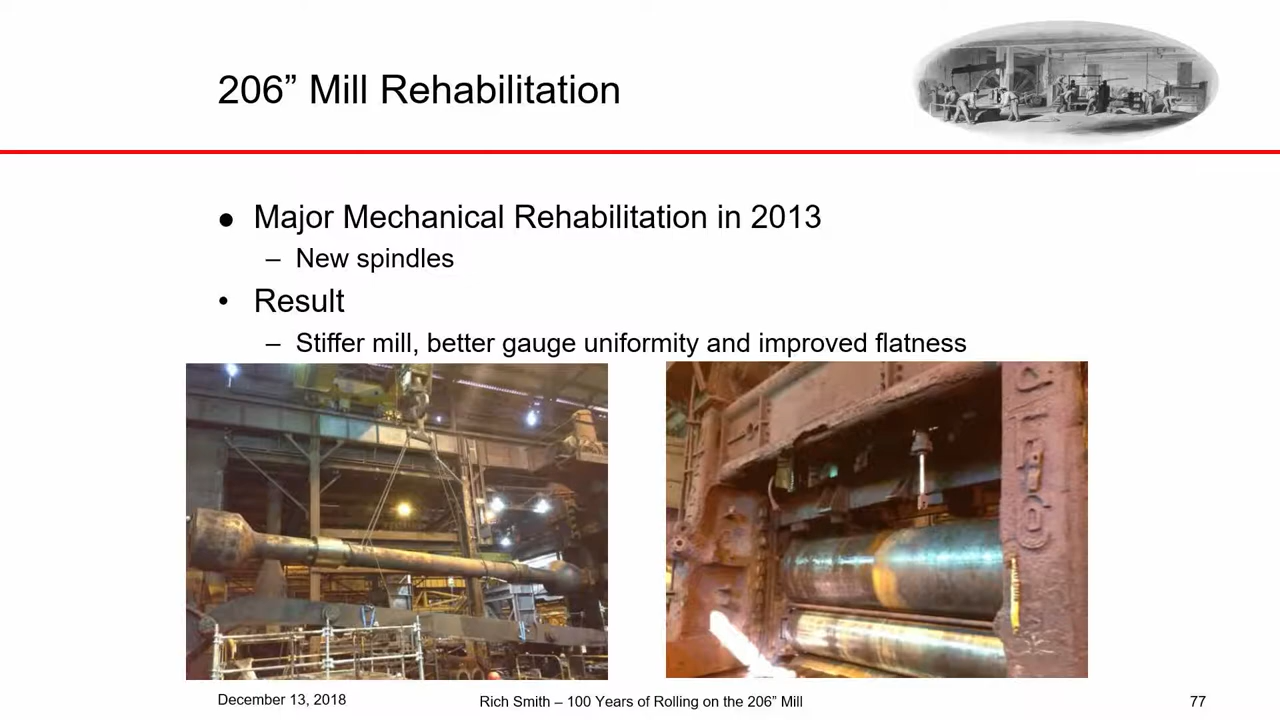 206” Mill Rehabilitation
● Major Mechanical Rehabilitation in 2013
– New spindles
• Result
– Stiffer mill, better gauge uniformity and improved flatness
December 13, 2018
Rich Smith – 100 Years of Rolling on the 206” Mill
77